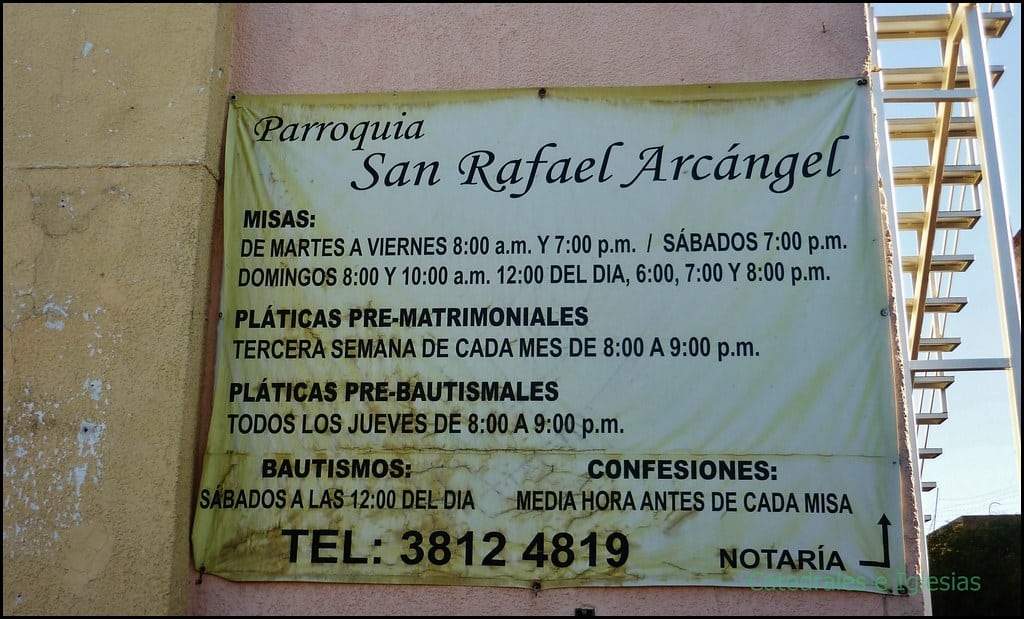 Parroquia
San Rafael Arcángel
MISAS:
DE MARTES A VIERNES 8:00 a.m. Y 7:00 p.m. / SÁBADOS 7:00 p.m.
DOMINGOS 8:00 Y 10:00 a.m. 12:00 DEL DIA, 6:00, 7:00 Y 8:00 p.m.
PLÁTICAS PRE-MATRIMONIALES
TERCERA SEMANA DE CADA MES DE 8:00 A 9:00 p.m.
PLÁTICAS PRE-BAUTISMALES
TODOS LOS JUEVES DE 8:00 A 9:00 p.m.
BAUTISMOS: CONFESIONES:
SÁBADOS A LAS 12:00 DEL DIA MEDIA HORA ANTES DE CADA MISA
TEL: 3812 4819 NOTARÍA
Catedrales e Iglesias